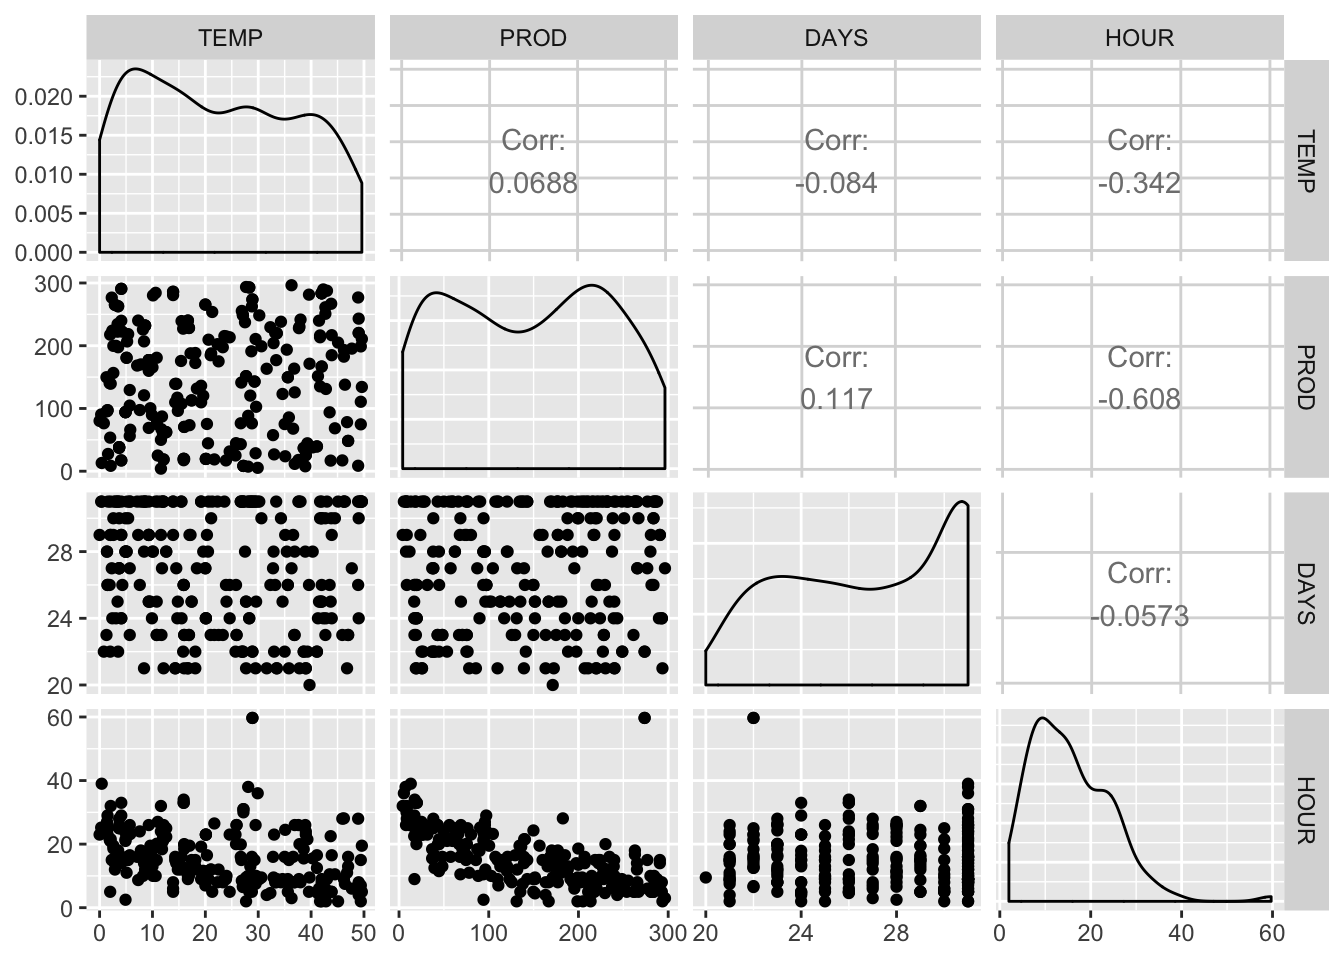 TEMP PROD DAYS HOUR
0.020
0.015
0.010
0.005
0.000
Corr:
0.0688
Corr:
-0.084
Corr:
-0.342
TEMP
300
200
100
0
Corr:
0.117
Corr:
-0.608
PROD
28
24
20
Corr:
-0.0573
DAYS
60
40
20
0
HOUR
0 10 20 30 40 50 0 100 200 300 20 24 28 0 20 40 60